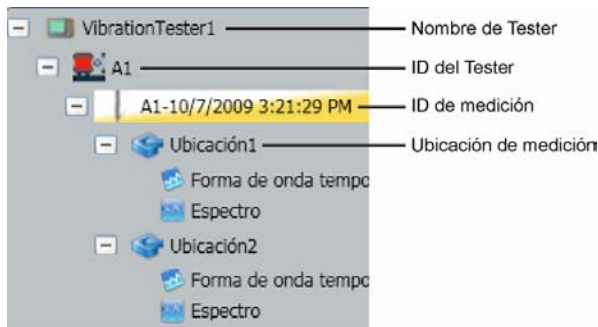 VibrationTester1 Nombre de Tester
A1 ID del Tester
A1-10/7/2009 3:21:29 PM ID de medición
Ubicación1 Ubicación de medición
Forma de onda tempo
Espectro
Ubicación2
Forma de onda tempo
Espectro